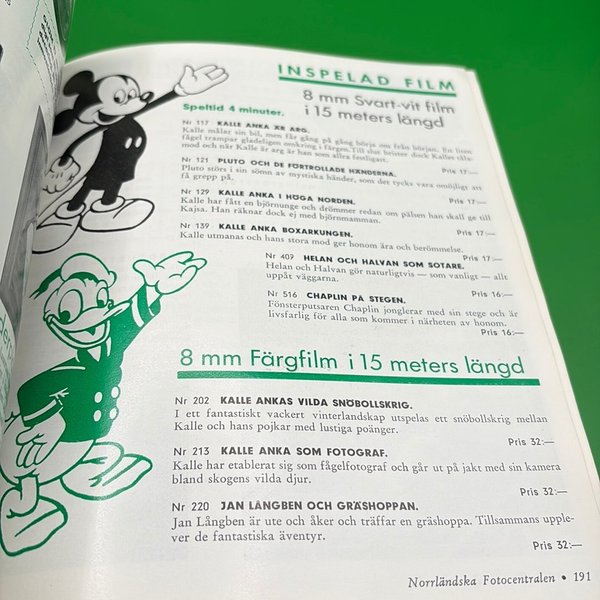 INSPELAD FILM
8 mm Svart-vit film
i 15 meters längd
Speltid 4 minuter.
Nr 117 KALLE ANKA ÄR ARG.
Kalle målar sin bil, men får gång på gång börja om från början. En liten
fågel trampar glädeligen omkring i färgen. Till slut brister dock Kalles tåla-
mod och när Kalle är arg är han som allra festligast.
Pris 17:—
Nr 121 PLUTO OCH DE FÖRTROLLADE HÄNDERNA.
Pluto störs i sin sömn av mystiska händer, som det tycks vara omöjligt att
få grepp på.
Pris 17:—
Nr 129 KALLE ANKA I HÖGA NORDEN.
Kalle har fått en björnunge och drömmer redan om pälsen han skall ge till
Kajsa. Han räknar dock ej med björnmamman.
Pris 17:—
Nr 139 KALLE ANKA BOXARKUNGEN.
Kalle utmanas och hans stora mod ger honom ära och berömmelse.
Pris 17:—
Nr 407 HELAN OCH HALVAN SOM SOTARE.
Helan och Halvan gör naturligtvis — som vanligt — allt
uppåt väggarna.
Pris 16:—
Nr 516 CHAPLIN PÅ STEGEN.
Fönsterputsaren Chaplin jonglerar med sin stege och är
livsfarlig för alla som kommer i närheten av honom.
Pris 16:—
8 mm Färgfilm i 15 meters längd
Nr 202 KALLE ANKAS VILDA SNÖBOLLSKRIG.
I ett fantastiskt vackert vinterlandskap utspelas ett snöbollskrig mellan
Kalle och hans pojkar med lustiga poänger.
Pris 32:—
Nr 213 KALLE ANKA SOM FOTOGRAF.
Kalle har etablerat sig som fågelfotograf och går ut på jakt med sin kamera
bland skogens vilda djur.
Pris 32:—
Nr 220 JAN LÅNGBEN OCH GRÄSHOPPAN.
Jan Långben är ute och åker och träffar en gräshoppa. Tillsammans upple-
ver de fantastiska äventyr.
Pris 32:—
Norrländska Fotocentralen • 191